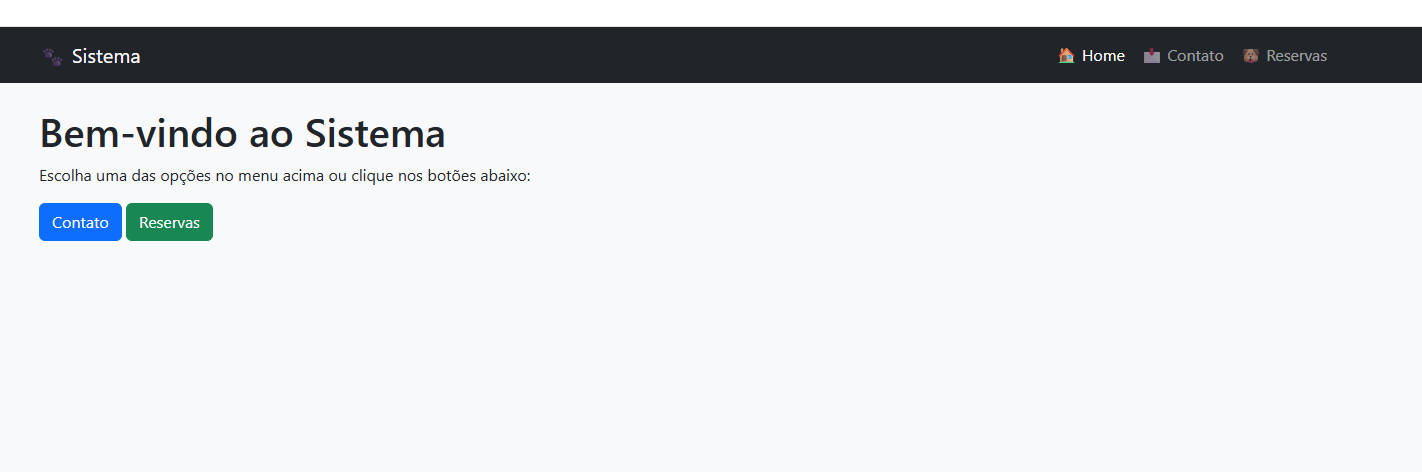 🐾 Sistema
🏠 Home 📩 Contato 🐶 Reservas
Bem-vindo ao Sistema
Escolha uma das opções no menu acima ou clique nos botões abaixo:
Contato Reservas